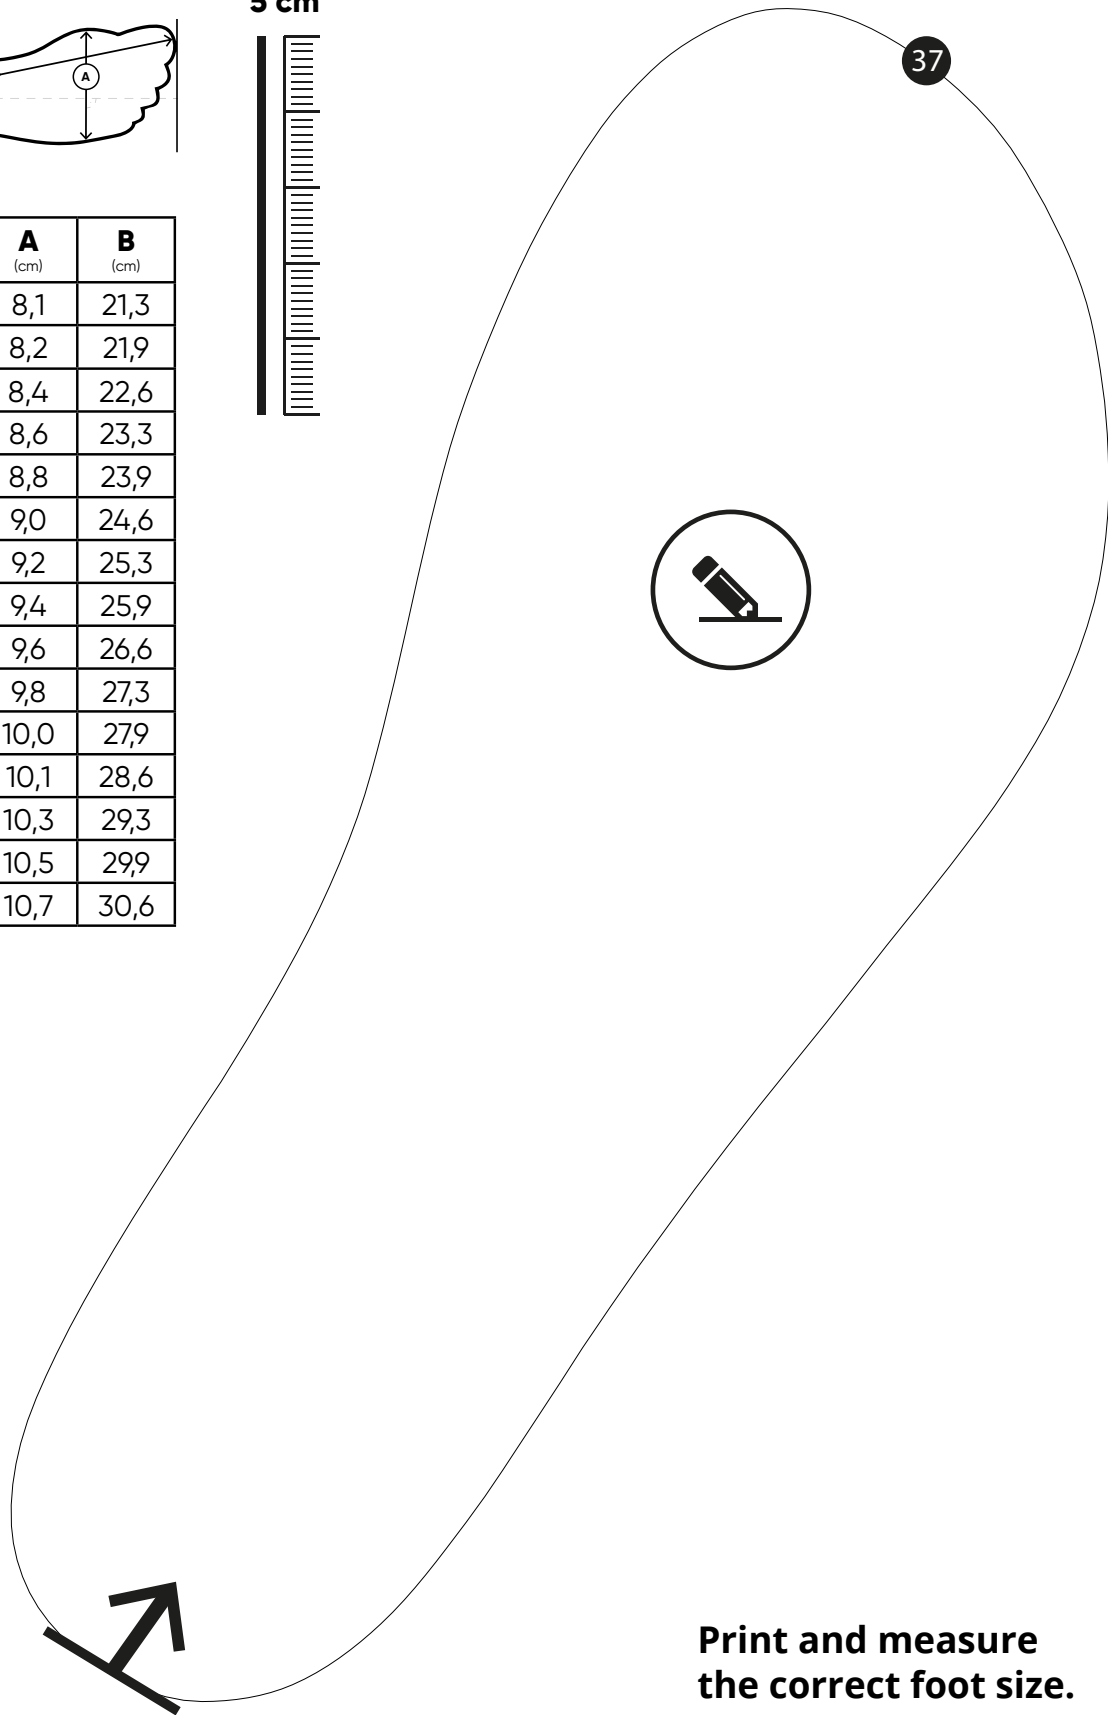 5 cm
37
A
A B
(cm) (cm)
8,1 21,3
8,2 21,9
8,4 22,6
8,6 23,3
8,8 23,9
9,0 24,6
9,2 25,3
9,4 25,9
9,6 26,6
9,8 27,3
10,0 27,9
10,1 28,6
10,3 29,3
10,5 29,9
10,7 30,6
Print and measure
the correct foot size.